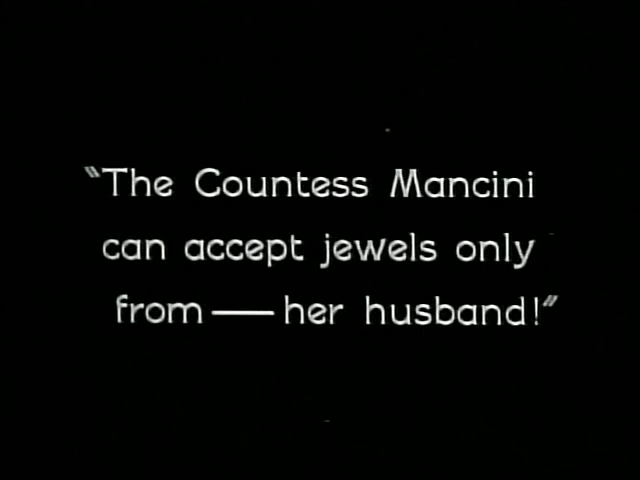 "The Countess Mancini
can accept jewels only
from — her husband!"